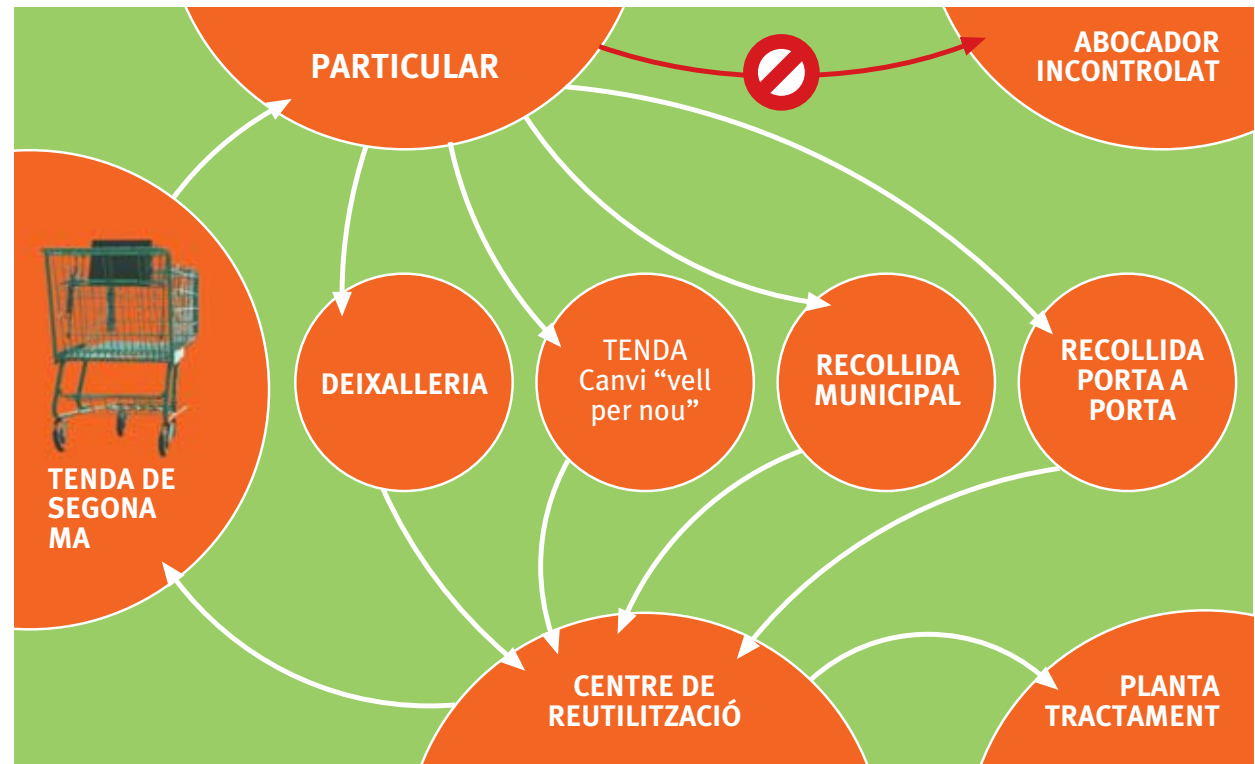 PARTICULAR
ABOCADOR
INCONTROLAT
DEIXALLERIA
TENDA
Canvi “vell
per nou”
RECOLLIDA
MUNICIPAL
RECOLLIDA
PORTA A
PORTA
TENDA DE
SEGONA
MA
CENTRE DE
REUTILITZACIÓ
PLANTA
TRACTAMENT